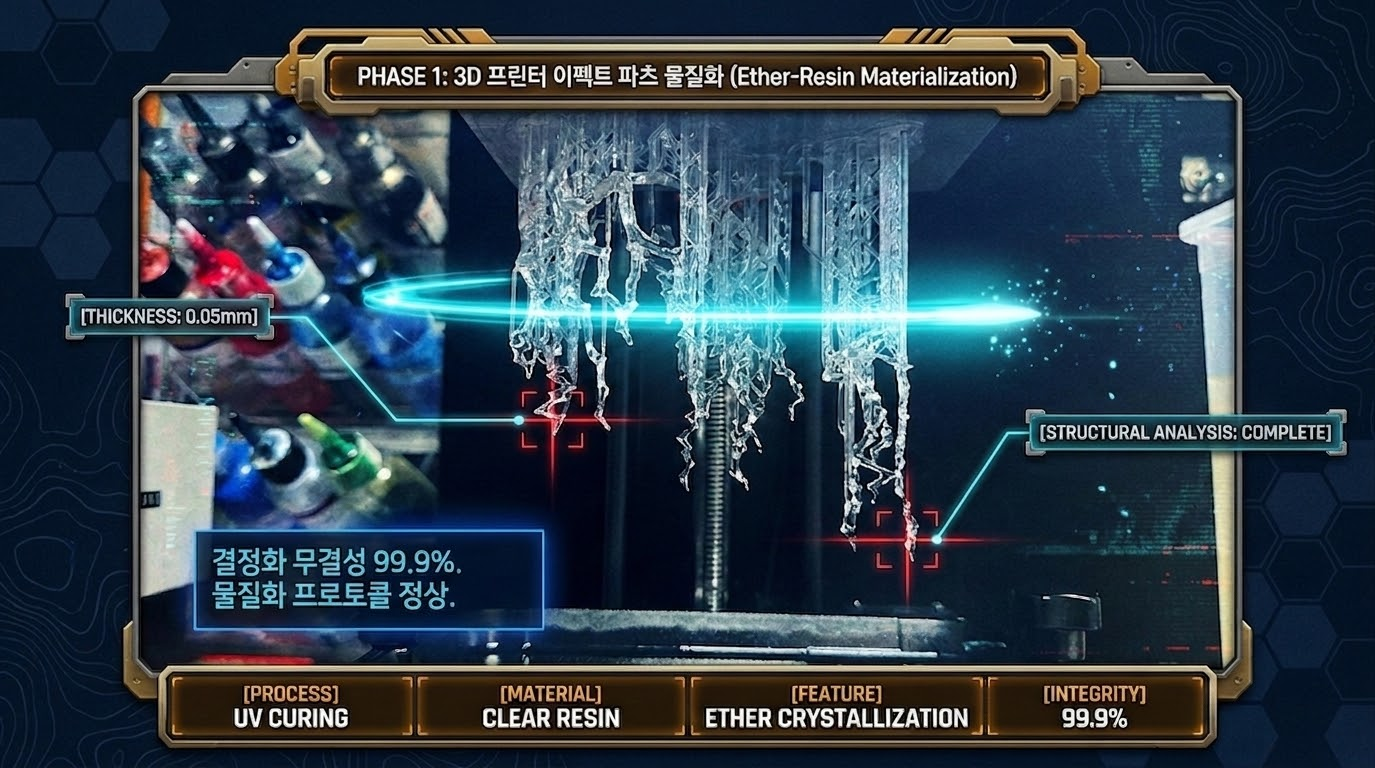 PHASE 1: 3D 프린터 이펙트 파츠 물질화 (Ether-Resin Materialization)
[THICKNESS: 0.05mm]
[STRUCTURAL ANALYSIS: COMPLETE]
결정화 무결성 99.9%.
물질화 프로토콜 정상.
[PROCESS]
UV CURING
[MATERIAL]
CLEAR RESIN
[FEATURE]
ETHER CRYSTALLIZATION
[INTEGRITY]
99.9%